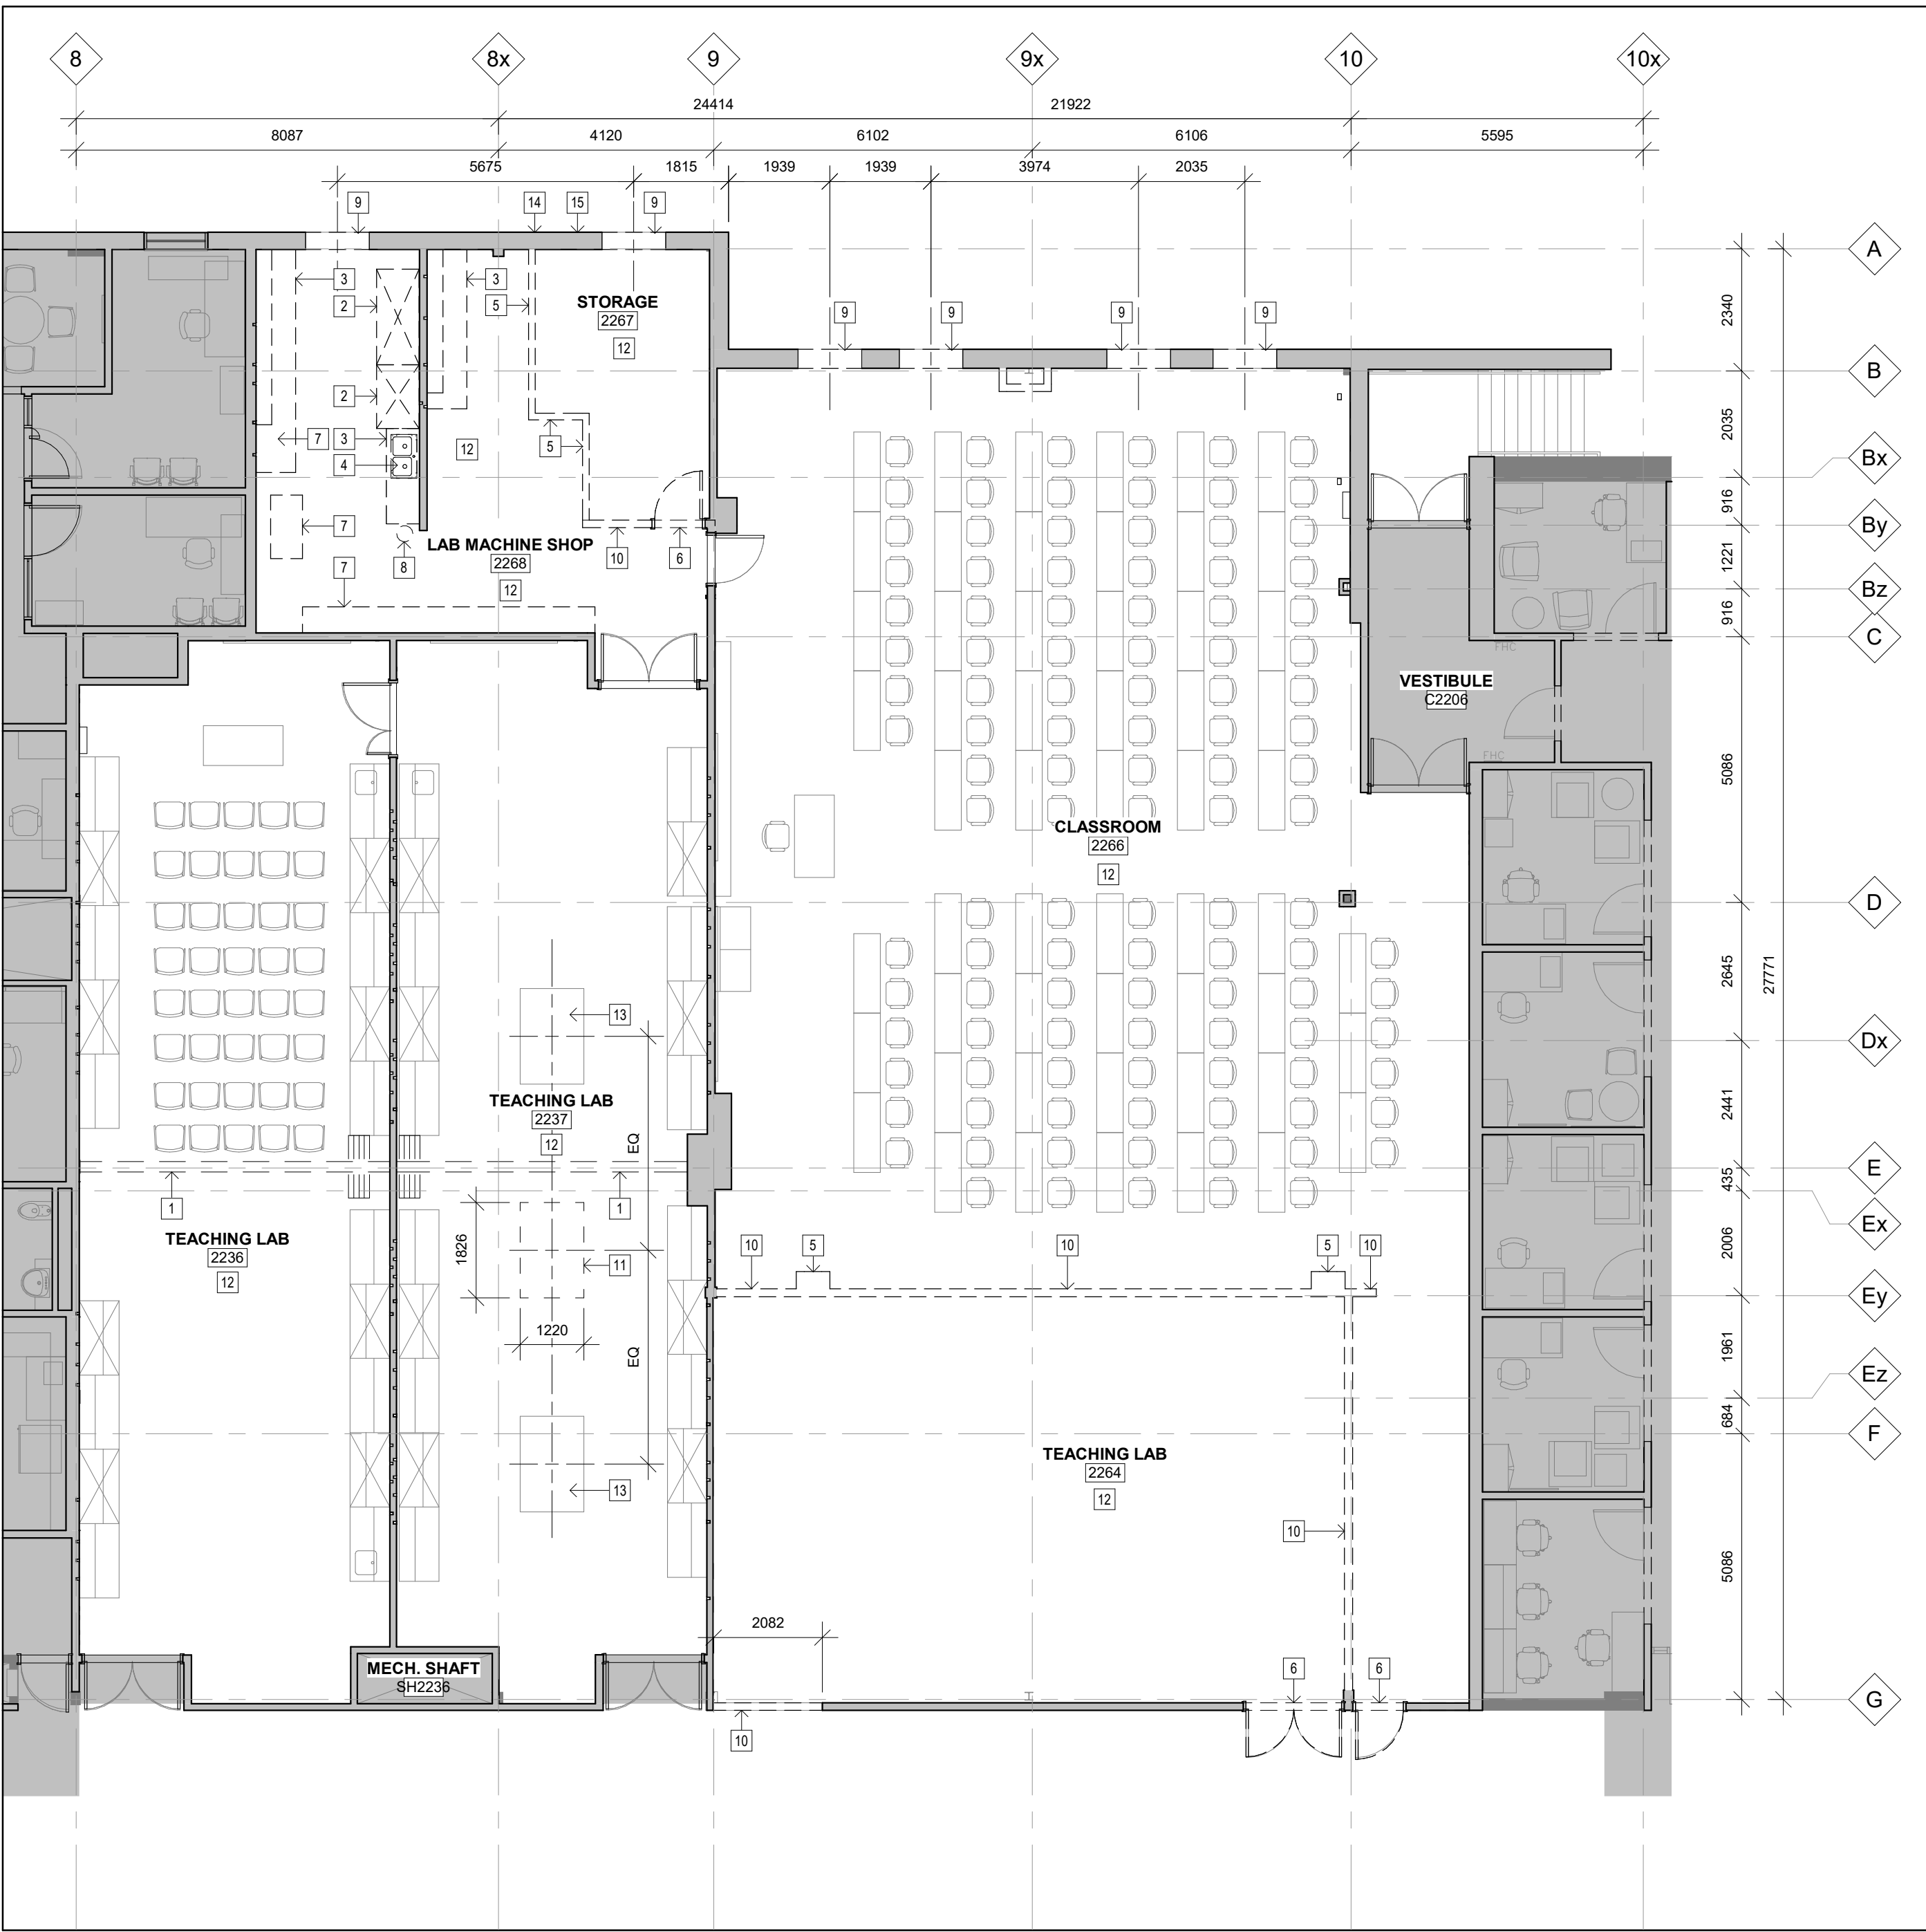 8 8x 9 9x 10 10x
24414 21922
8087 4120 6102 6106 5595
5675 1815 1939 1939 3974 2035
9 14 15 9
A
2340
3 3
2 5
STORAGE
2267
12
9 9 9 9
B
2
2035
7 3 12 5
4
Bx
916
7
By
LAB MACHINE SHOP
2268
10 6
8
7
12
1221
Bz
916
C
FHC
VESTIBULE
C2206
FHC
5086
CLASSROOM
2266
12
D
13
2645
27771
Dx
TEACHING LAB
2237
12
EQ
2441
E
435
1
1
Ex
TEACHING LAB
2236
12
1826
11
10 5 10 5 10
2006
Ey
1220
EQ
1961
Ez
684
F
TEACHING LAB
2264
12
13
10
5086
2082
MECH. SHAFT
SH2236
6 6
G
10